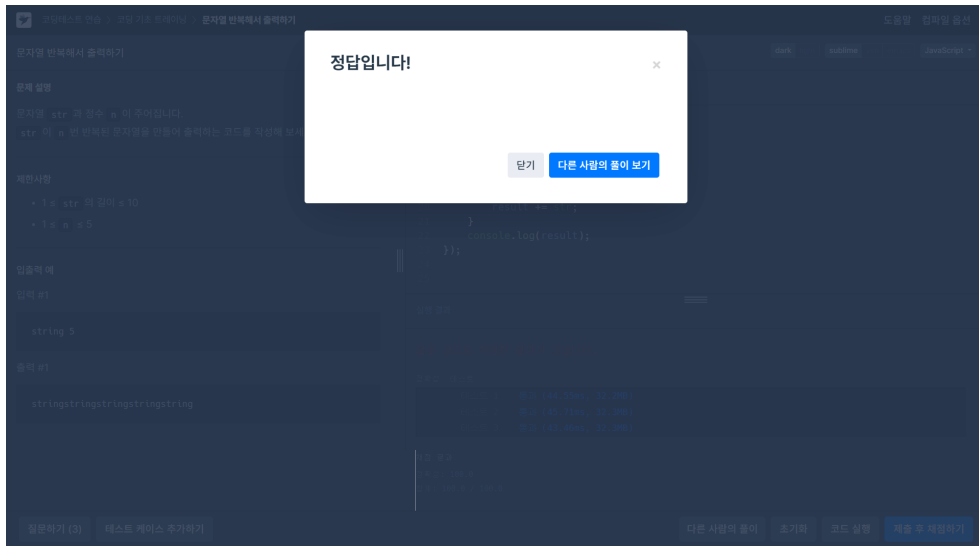 코딩테스트 연습 > 코딩 기초 트레이닝 > 문자열 반복해서 출력하기
도움말 컴파일 옵션
문자열 반복해서 출력하기
dark sublime JavaScript
정답입니다!
×
닫기 다른 사람의 풀이 보기
문제 설명
문자열 str 과 정수 n 이 주어집니다.
str 이 n 번 반복된 문자열을 만들어 출력하는 코드를 작성해 보세
제한사항
• 1 ≤ str 의 길이 ≤ 10
• 1 ≤ n ≤ 5
입출력 예
입력 #1
string 5
출력 #1
stringstringstringstringstring
result += str;
}
console.log(result);
});
실행 결과
질문하기 (3) 테스트 케이스 추가하기
다른 사람의 풀이 초기화 코드 실행 제출 후 채점하기